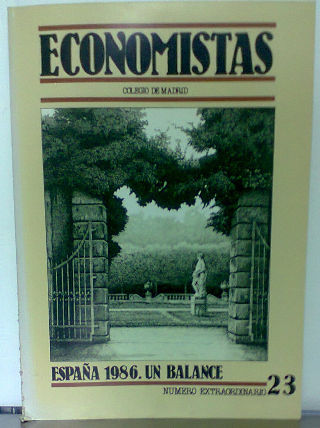 ECONOMISTAS
COLEGIO DE MADRID
ESPAÑA 1986. UN BALANCE
NUMERO EXTRAORDINARIO 23